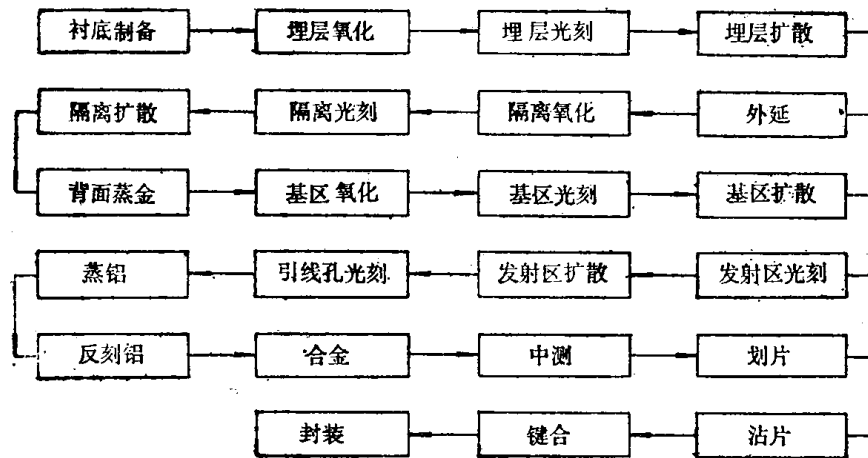 衬底制备 埋层氧化 埋层光刻 埋层扩散
隔离扩散 隔离光刻 隔离氧化 外延
背面蒸金 基区氧化 基区光刻 基区扩散
蒸铝 引线孔光刻 发射区扩散 发射区光刻
反刻铝 合金 中测 划片
封装 键合 沾片